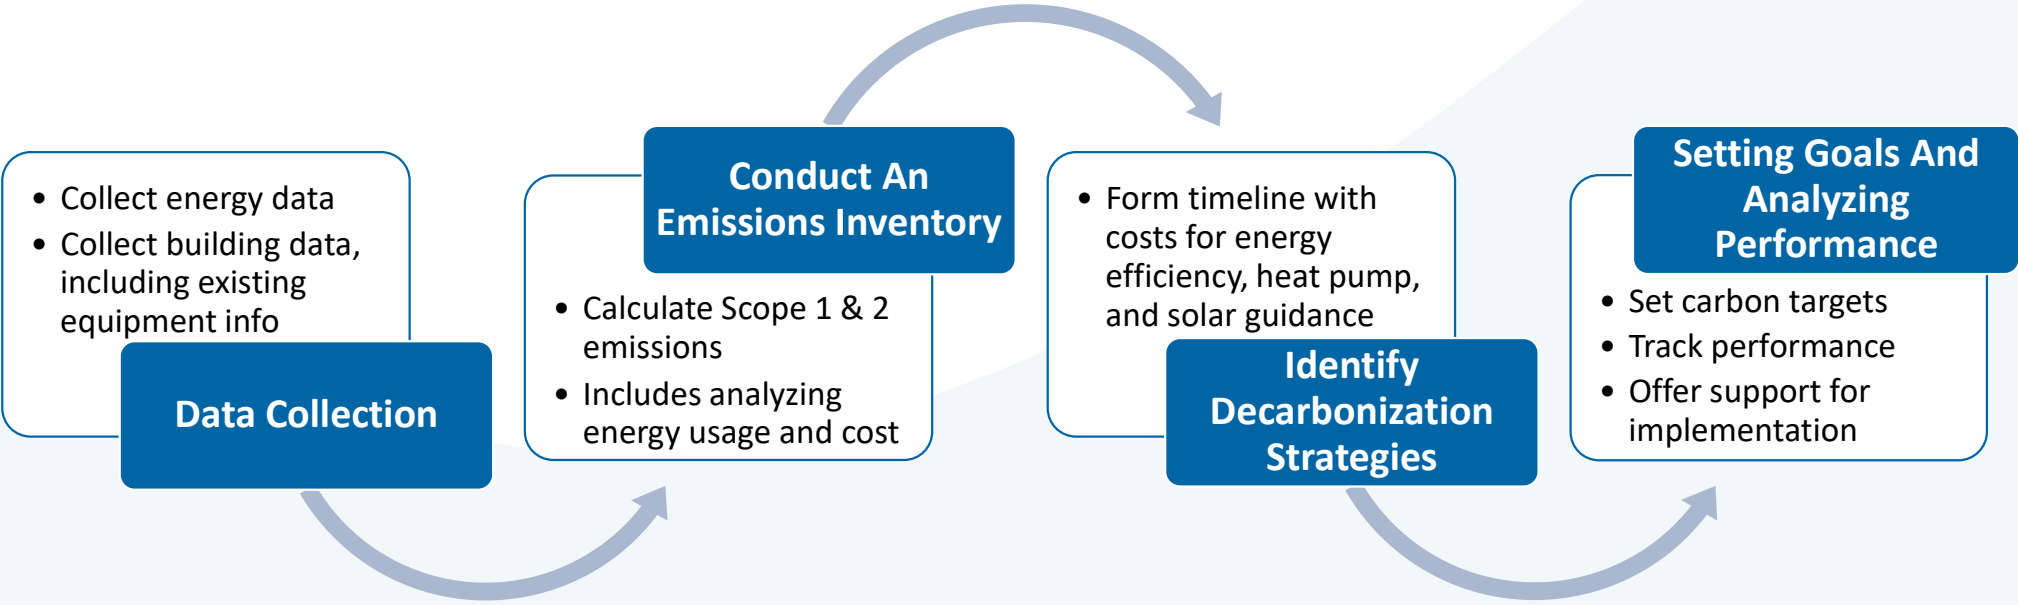 • Collect energy data
• Collect building data,
including existing
equipment info
Data Collection
Conduct An
Emissions Inventory
• Calculate Scope 1 & 2
emissions
• Includes analyzing
energy usage and cost
• Form timeline with
costs for energy
efficiency, heat pump,
and solar guidance
Identify
Decarbonization
Strategies
Setting Goals And
Analyzing
Performance
• Set carbon targets
• Track performance
• Offer support for
implementation